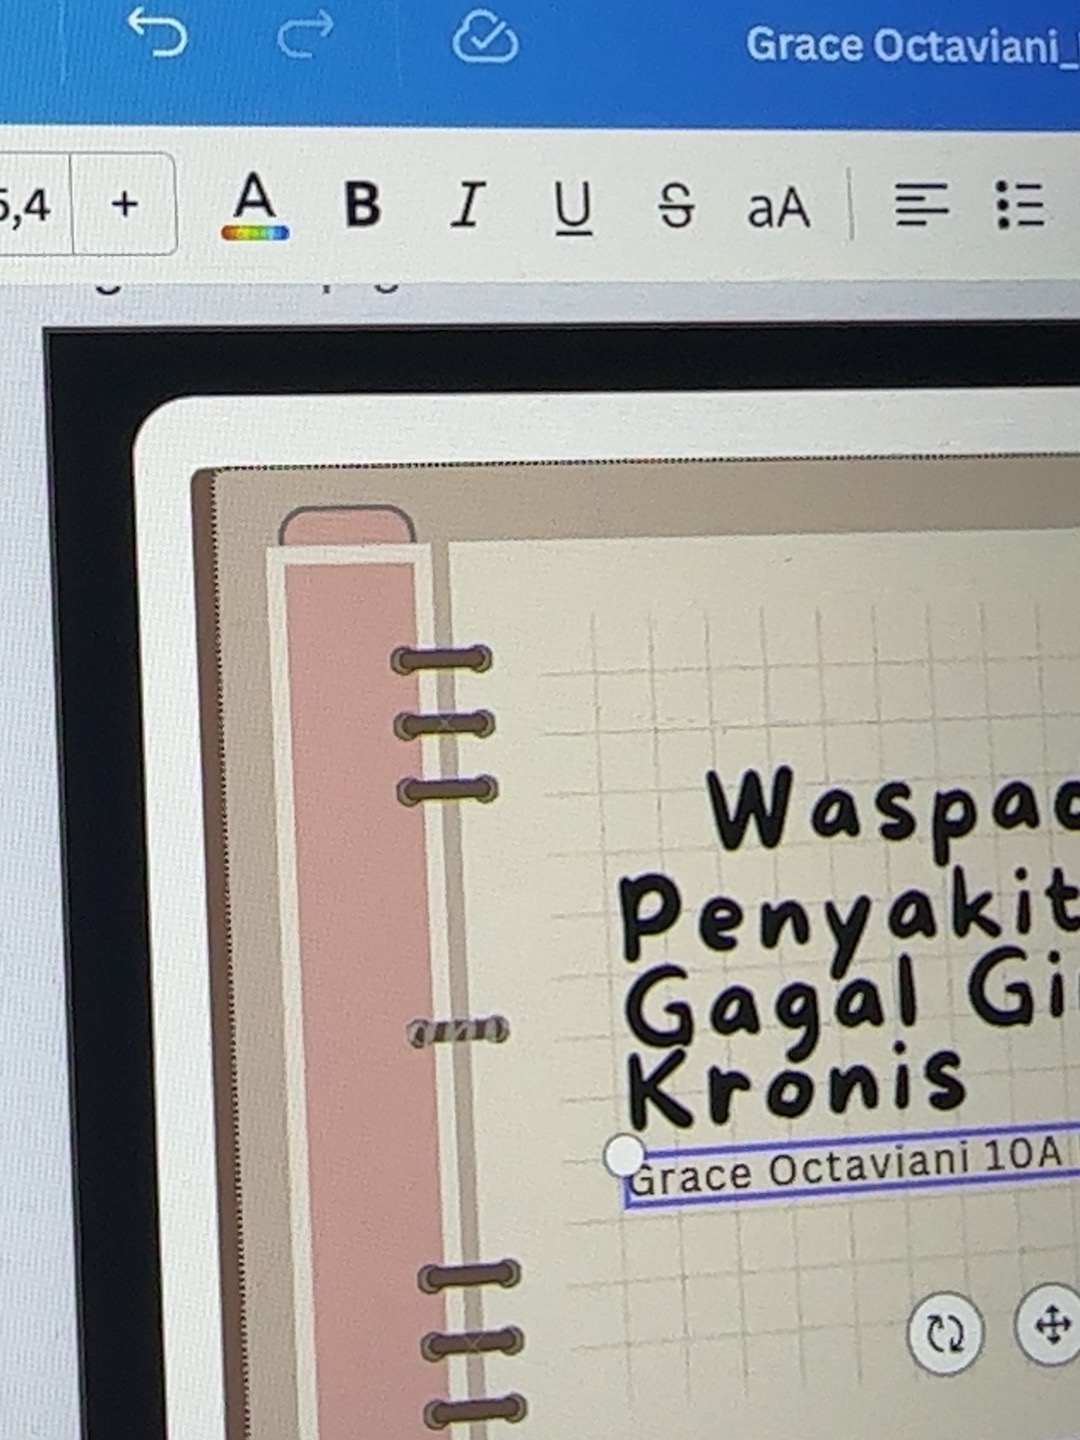 Grace Octaviani_
5,4 + A B I U S aA
Waspad
Penyakit
Gagal Gi
Kronis
Grace Octaviani 10A